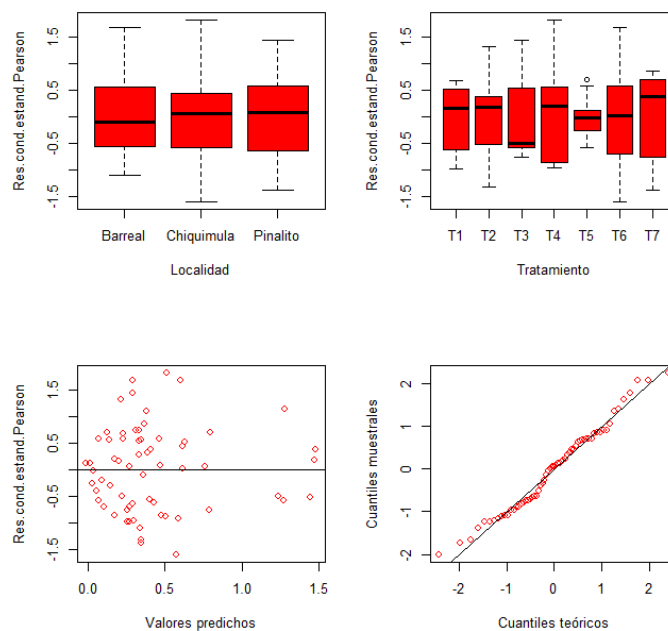 Res.cond.estand.Pearson
1.5
0.5
-0.5
-1.5
Barreal Chiquimula Pinalito
Localidad
Res.cond.estand.Pearson
1.5
0.5
-0.5
-1.5
T1 T2 T3 T4 T5 T6 T7
Tratamiento
Res.cond.estand.Pearson
1.5
0.5
-0.5
-1.5
0.0 0.5 1.0 1.5
Valores predichos
Cuantiles muestrales
2
1
0
-1
-2
-2 -1 0 1 2
Cuantiles teóricos